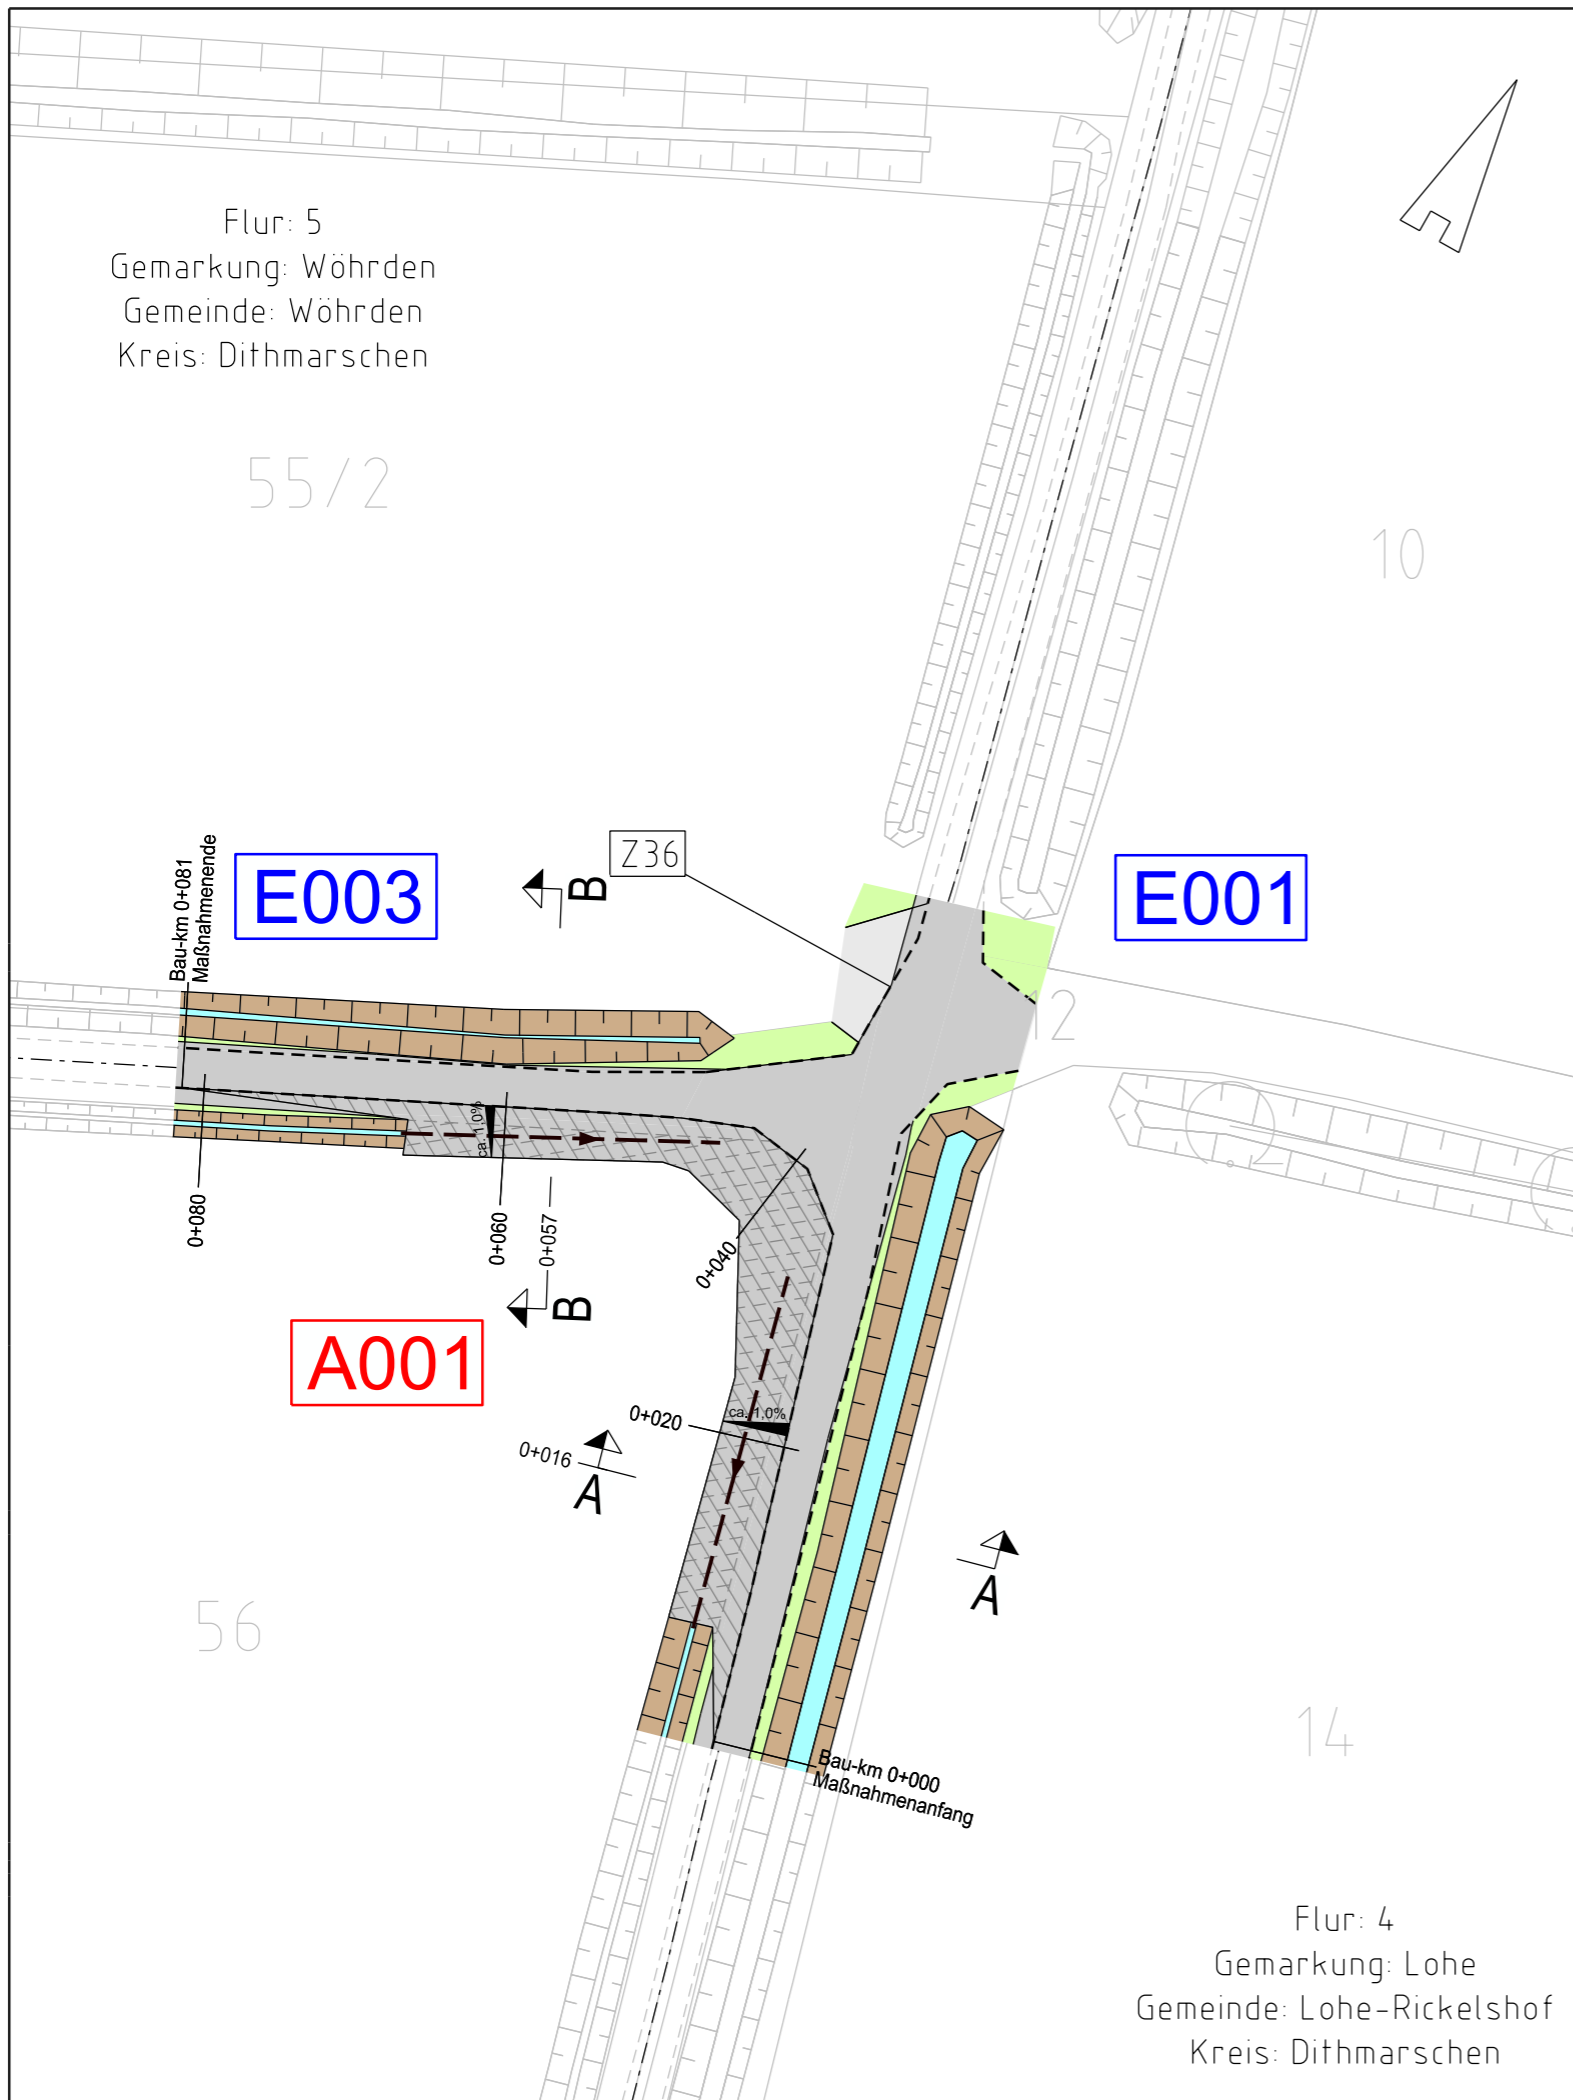 Flur: 5
Gemarkung: Wöhrden
Gemeinde: Wöhrden
Kreis: Dithmarschen
55/2
10
Z36
Bau-km 0+081
Maßnahmenende
E003
B
E001
12
ca. 1,0%
0+080
0+060
0+057
0+040
B
A001
ca. 1,0%
0+020
0+016
A
A
56
14
Bau-km 0+000
Maßnahmenanfang
Flur: 4
Gemarkung: Lohe
Gemeinde: Lohe-Rickelshof
Kreis: Dithmarschen